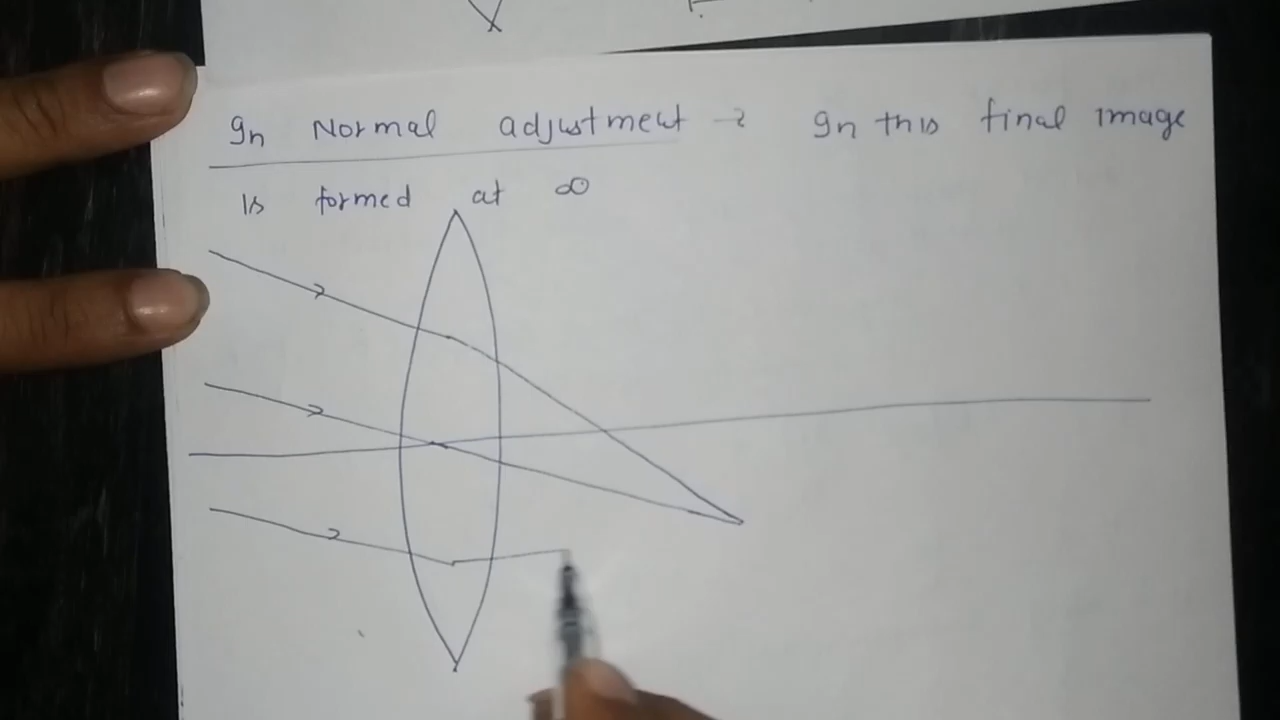 In Normal adjustment → In this final image
is formed at ∞